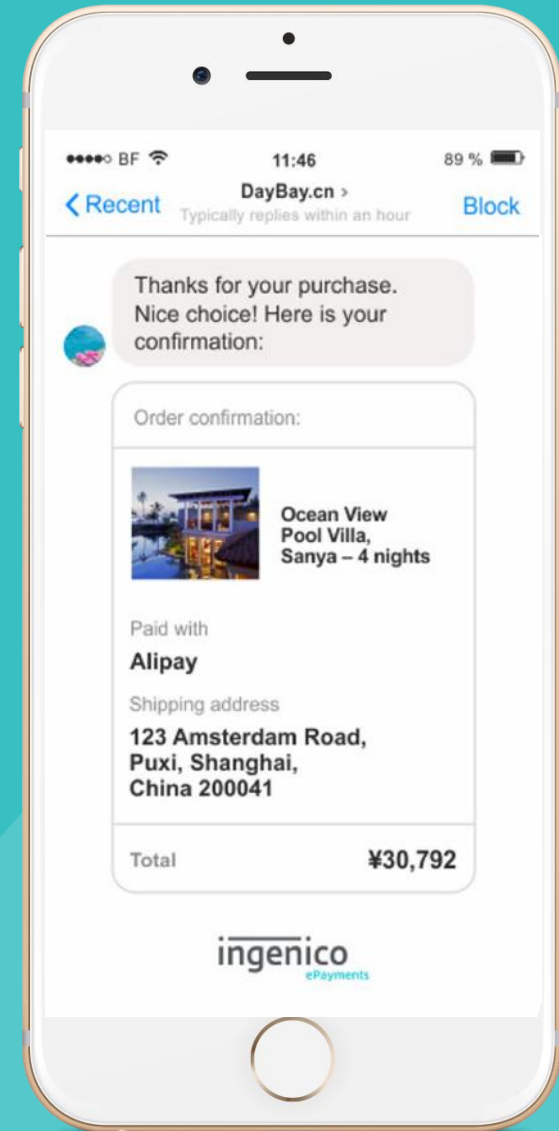 BF 11:46 89 %
Recent DayBay.cn > Block
Typically replies within an hour
Thanks for your purchase.
Nice choice! Here is your
confirmation:
Order confirmation:
Ocean View
Pool Villa,
Sanya – 4 nights
Paid with
Alipay
Shipping address
123 Amsterdam Road,
Puxi, Shanghai,
China 200041
Total ¥30,792
ingenico
ePayments